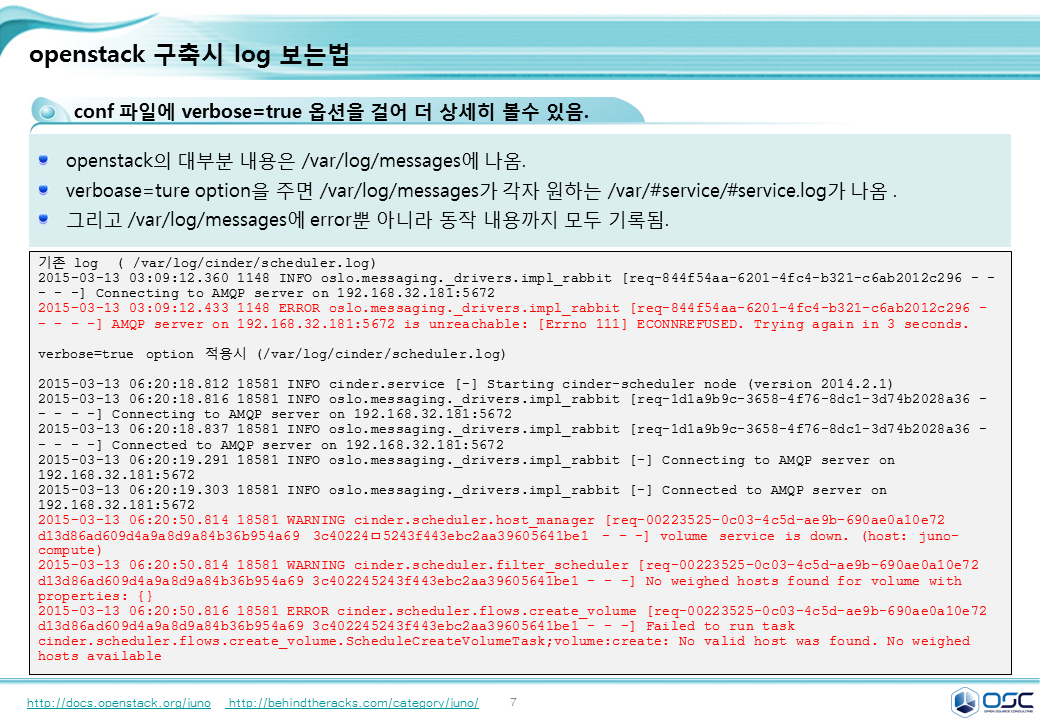 openstack 구축시 log 보는법
conf 파일에 verbose=true 옵션을 걸어 더 상세히 볼수 있음.
openstack의 대부분 내용은 /var/log/messages에 나옴.
verboase=ture option을 주면 /var/log/messages가 각자 원하는 /var/#service/#service.log가 나옴 .
그리고 /var/log/messages에 error뿐 아니라 동작 내용까지 모두 기록됨.
기존 log ( /var/log/cinder/scheduler.log)
2015-03-13 03:09:12.360 1148 INFO oslo.messaging._drivers.impl_rabbit [req-844f54aa-6201-4fc4-b321-c6ab2012c296 - -
- - -] Connecting to AMQP server on 192.168.32.181:5672
2015-03-13 03:09:12.433 1148 ERROR oslo.messaging._drivers.impl_rabbit [req-844f54aa-6201-4fc4-b321-c6ab2012c296 -
- - - -] AMQP server on 192.168.32.181:5672 is unreachable: [Errno 111] ECONNREFUSED. Trying again in 3 seconds.
verbose=true option 적용시 (/var/log/cinder/scheduler.log)
2015-03-13 06:20:18.812 18581 INFO cinder.service [-] Starting cinder-scheduler node (version 2014.2.1)
2015-03-13 06:20:18.816 18581 INFO oslo.messaging._drivers.impl_rabbit [req-1d1a9b9c-3658-4f76-8dc1-3d74b2028a36 -
- - - -] Connecting to AMQP server on 192.168.32.181:5672
2015-03-13 06:20:18.837 18581 INFO oslo.messaging._drivers.impl_rabbit [req-1d1a9b9c-3658-4f76-8dc1-3d74b2028a36 -
- - - -] Connected to AMQP server on 192.168.32.181:5672
2015-03-13 06:20:19.291 18581 INFO oslo.messaging._drivers.impl_rabbit [-] Connecting to AMQP server on
192.168.32.181:5672
2015-03-13 06:20:19.303 18581 INFO oslo.messaging._drivers.impl_rabbit [-] Connected to AMQP server on
192.168.32.181:5672
2015-03-13 06:20:50.814 18581 WARNING cinder.scheduler.host_manager [req-00223525-0c03-4c5d-ae9b-690ae0a10e72
d13d86ad609d4a9a8d9a84b36b954a69 3c40224ㅁ5243f443ebc2aa39605641be1 - - -] volume service is down. (host: juno-
compute)
2015-03-13 06:20:50.814 18581 WARNING cinder.scheduler.filter_scheduler [req-00223525-0c03-4c5d-ae9b-690ae0a10e72
d13d86ad609d4a9a8d9a84b36b954a69 3c402245243f443ebc2aa39605641be1 - - -] No weighed hosts found for volume with
properties: {}
2015-03-13 06:20:50.816 18581 ERROR cinder.scheduler.flows.create_volume [req-00223525-0c03-4c5d-ae9b-690ae0a10e72
d13d86ad609d4a9a8d9a84b36b954a69 3c402245243f443ebc2aa39605641be1 - - -] Failed to run task
cinder.scheduler.flows.create_volume.ScheduleCreateVolumeTask;volume:create: No valid host was found. No weighed
hosts available
http://docs.openstack.org/juno http://behindtheracks.com/category/juno/ 7
OSC
OPEN SOURCE CONSULTING